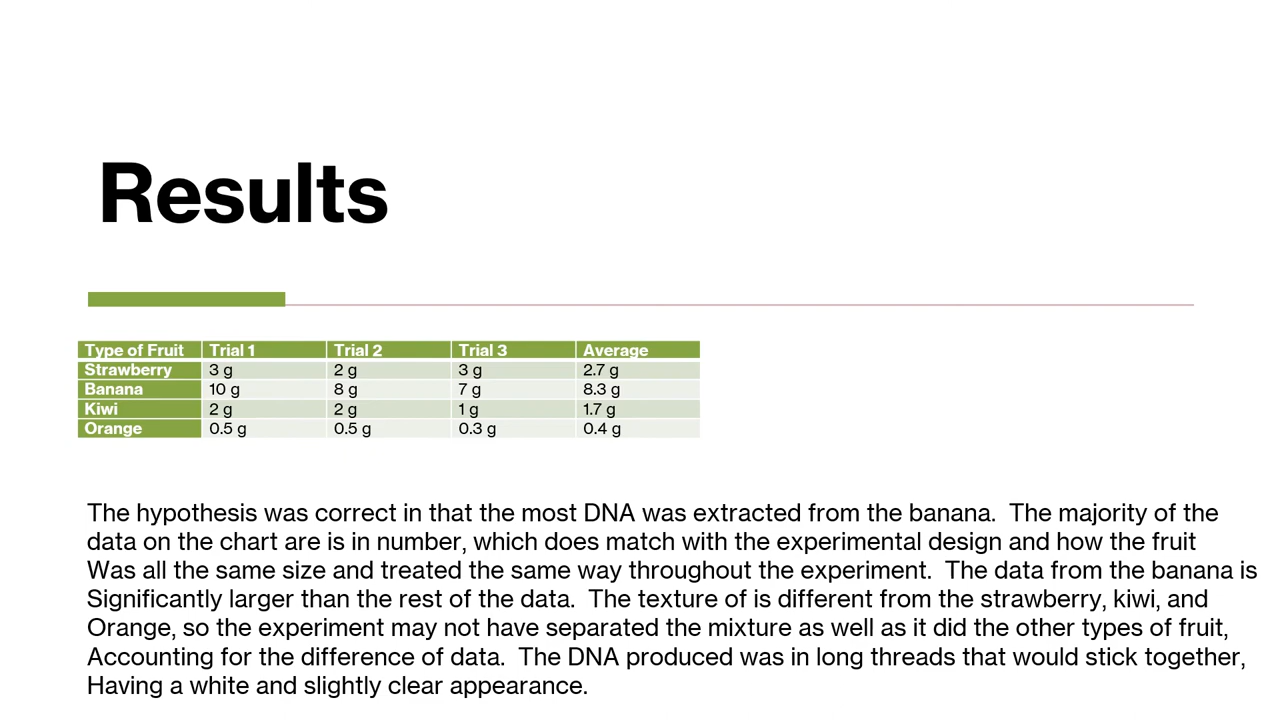 Results
Type of Fruit Trial 1 Trial 2 Trial 3 Average
Strawberry 3 g 2 g 3 g 2.7 g
Banana 10 g 8 g 7 g 8.3 g
Kiwi 2 g 2 g 1 g 1.7 g
Orange 0.5 g 0.5 g 0.3 g 0.4 g
The hypothesis was correct in that the most DNA was extracted from the banana.  The majority of the
data on the chart are is in number, which does match with the experimental design and how the fruit
Was all the same size and treated the same way throughout the experiment.  The data from the banana is
Significantly larger than the rest of the data.  The texture of is different from the strawberry, kiwi, and
Orange, so the experiment may not have separated the mixture as well as it did the other types of fruit,
Accounting for the difference of data.  The DNA produced was in long threads that would stick together,
Having a white and slightly clear appearance.